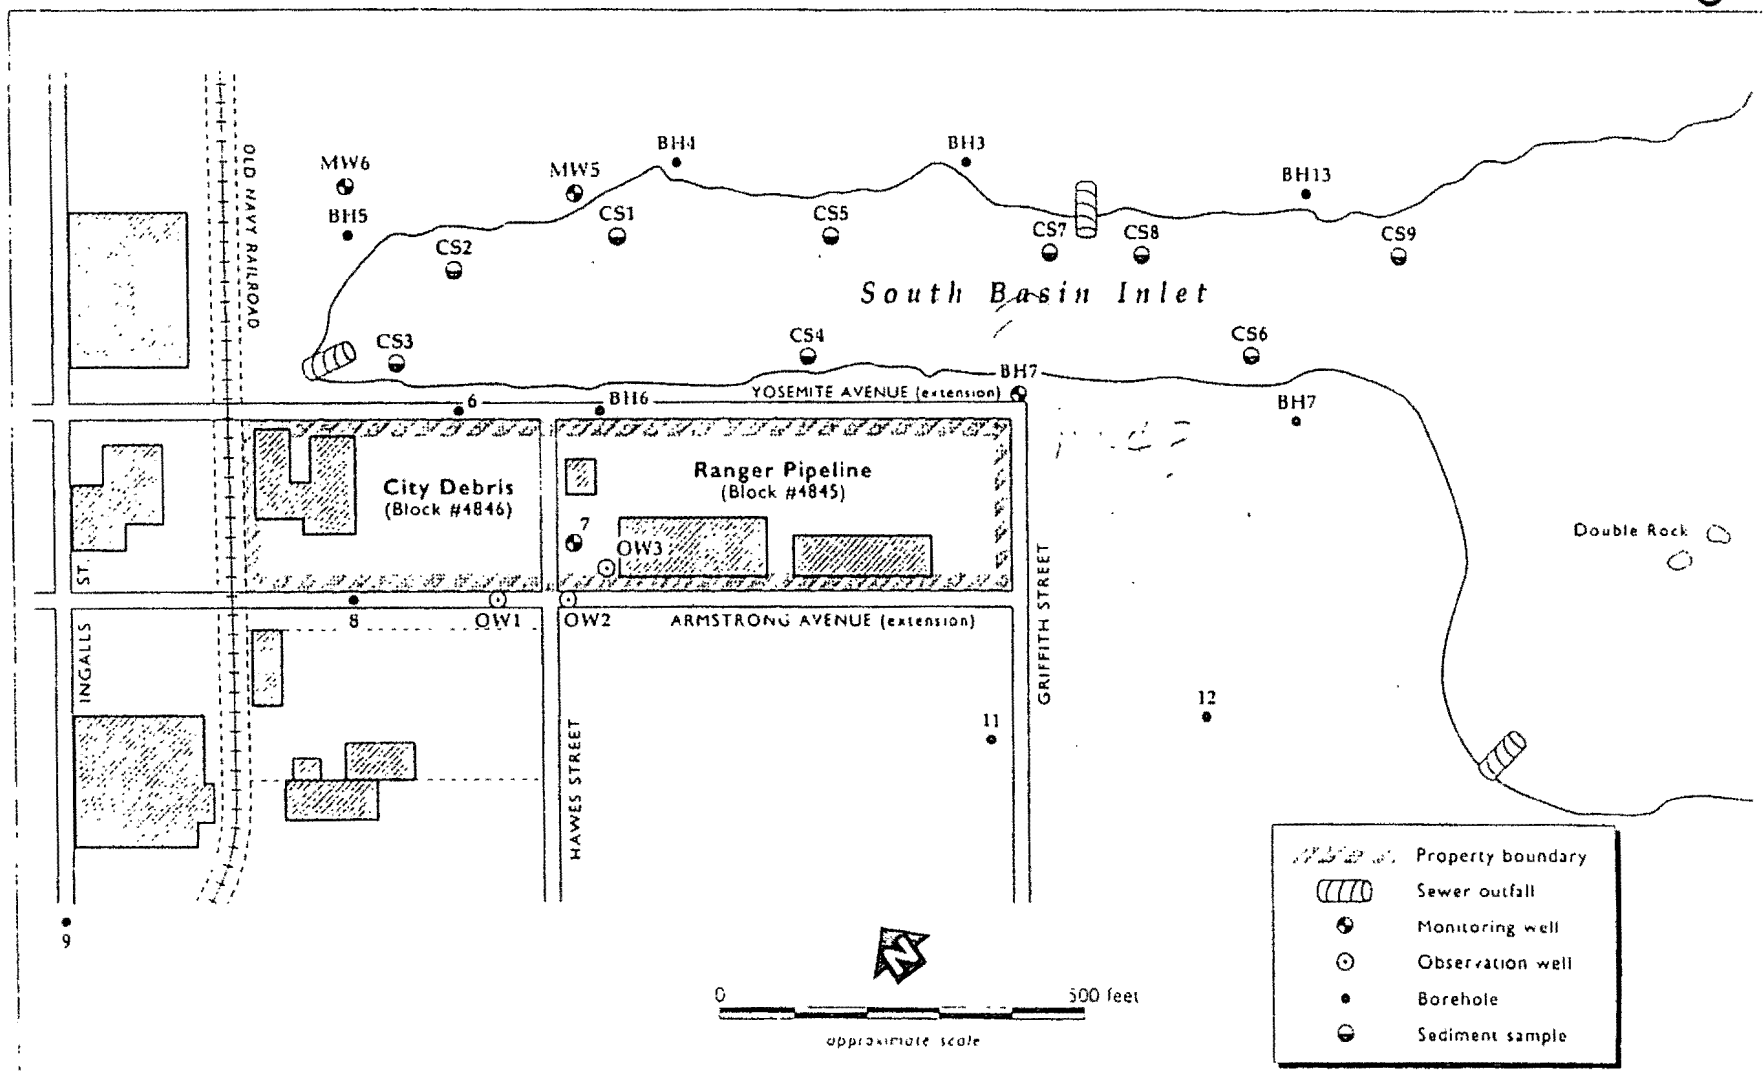 OLD NAVY RAILROAD
MW6
BH5
MW5
BH4
BH3
BH13
CS2
CS1
CS5
CS7
CS8
CS9
South Basin Inlet
CS3
CS4
CS6
BH7
YOSEMITE AVENUE (extension)
6
BH6
BH7
City Debris
(Block #4846)
Ranger Pipeline
(Block #4845)
7
OW3
Double Rock
8
OW1
OW2
ARMSTRONG AVENUE (extension)
GRIFFITH STREET
INGALLS ST.
HAWES STREET
11
12
9
N
0
500 feet
approximate scale
Property boundary
Sewer outfall
Monitoring well
Observation well
Borehole
Sediment sample